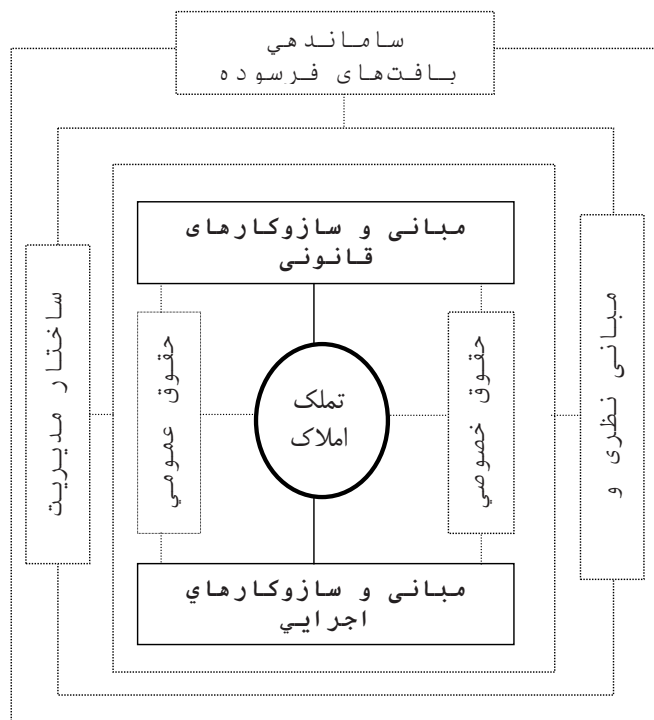 ساماندهي
بافت‌های فرسوده
مبانی و سازوکارهای
قانونی
مبانی نظری و
حقوق خصوصي
تملک
املاک
حقوق عمومي
ساختار مدیریت
مبانی و سازوکارهاي
اجرايي